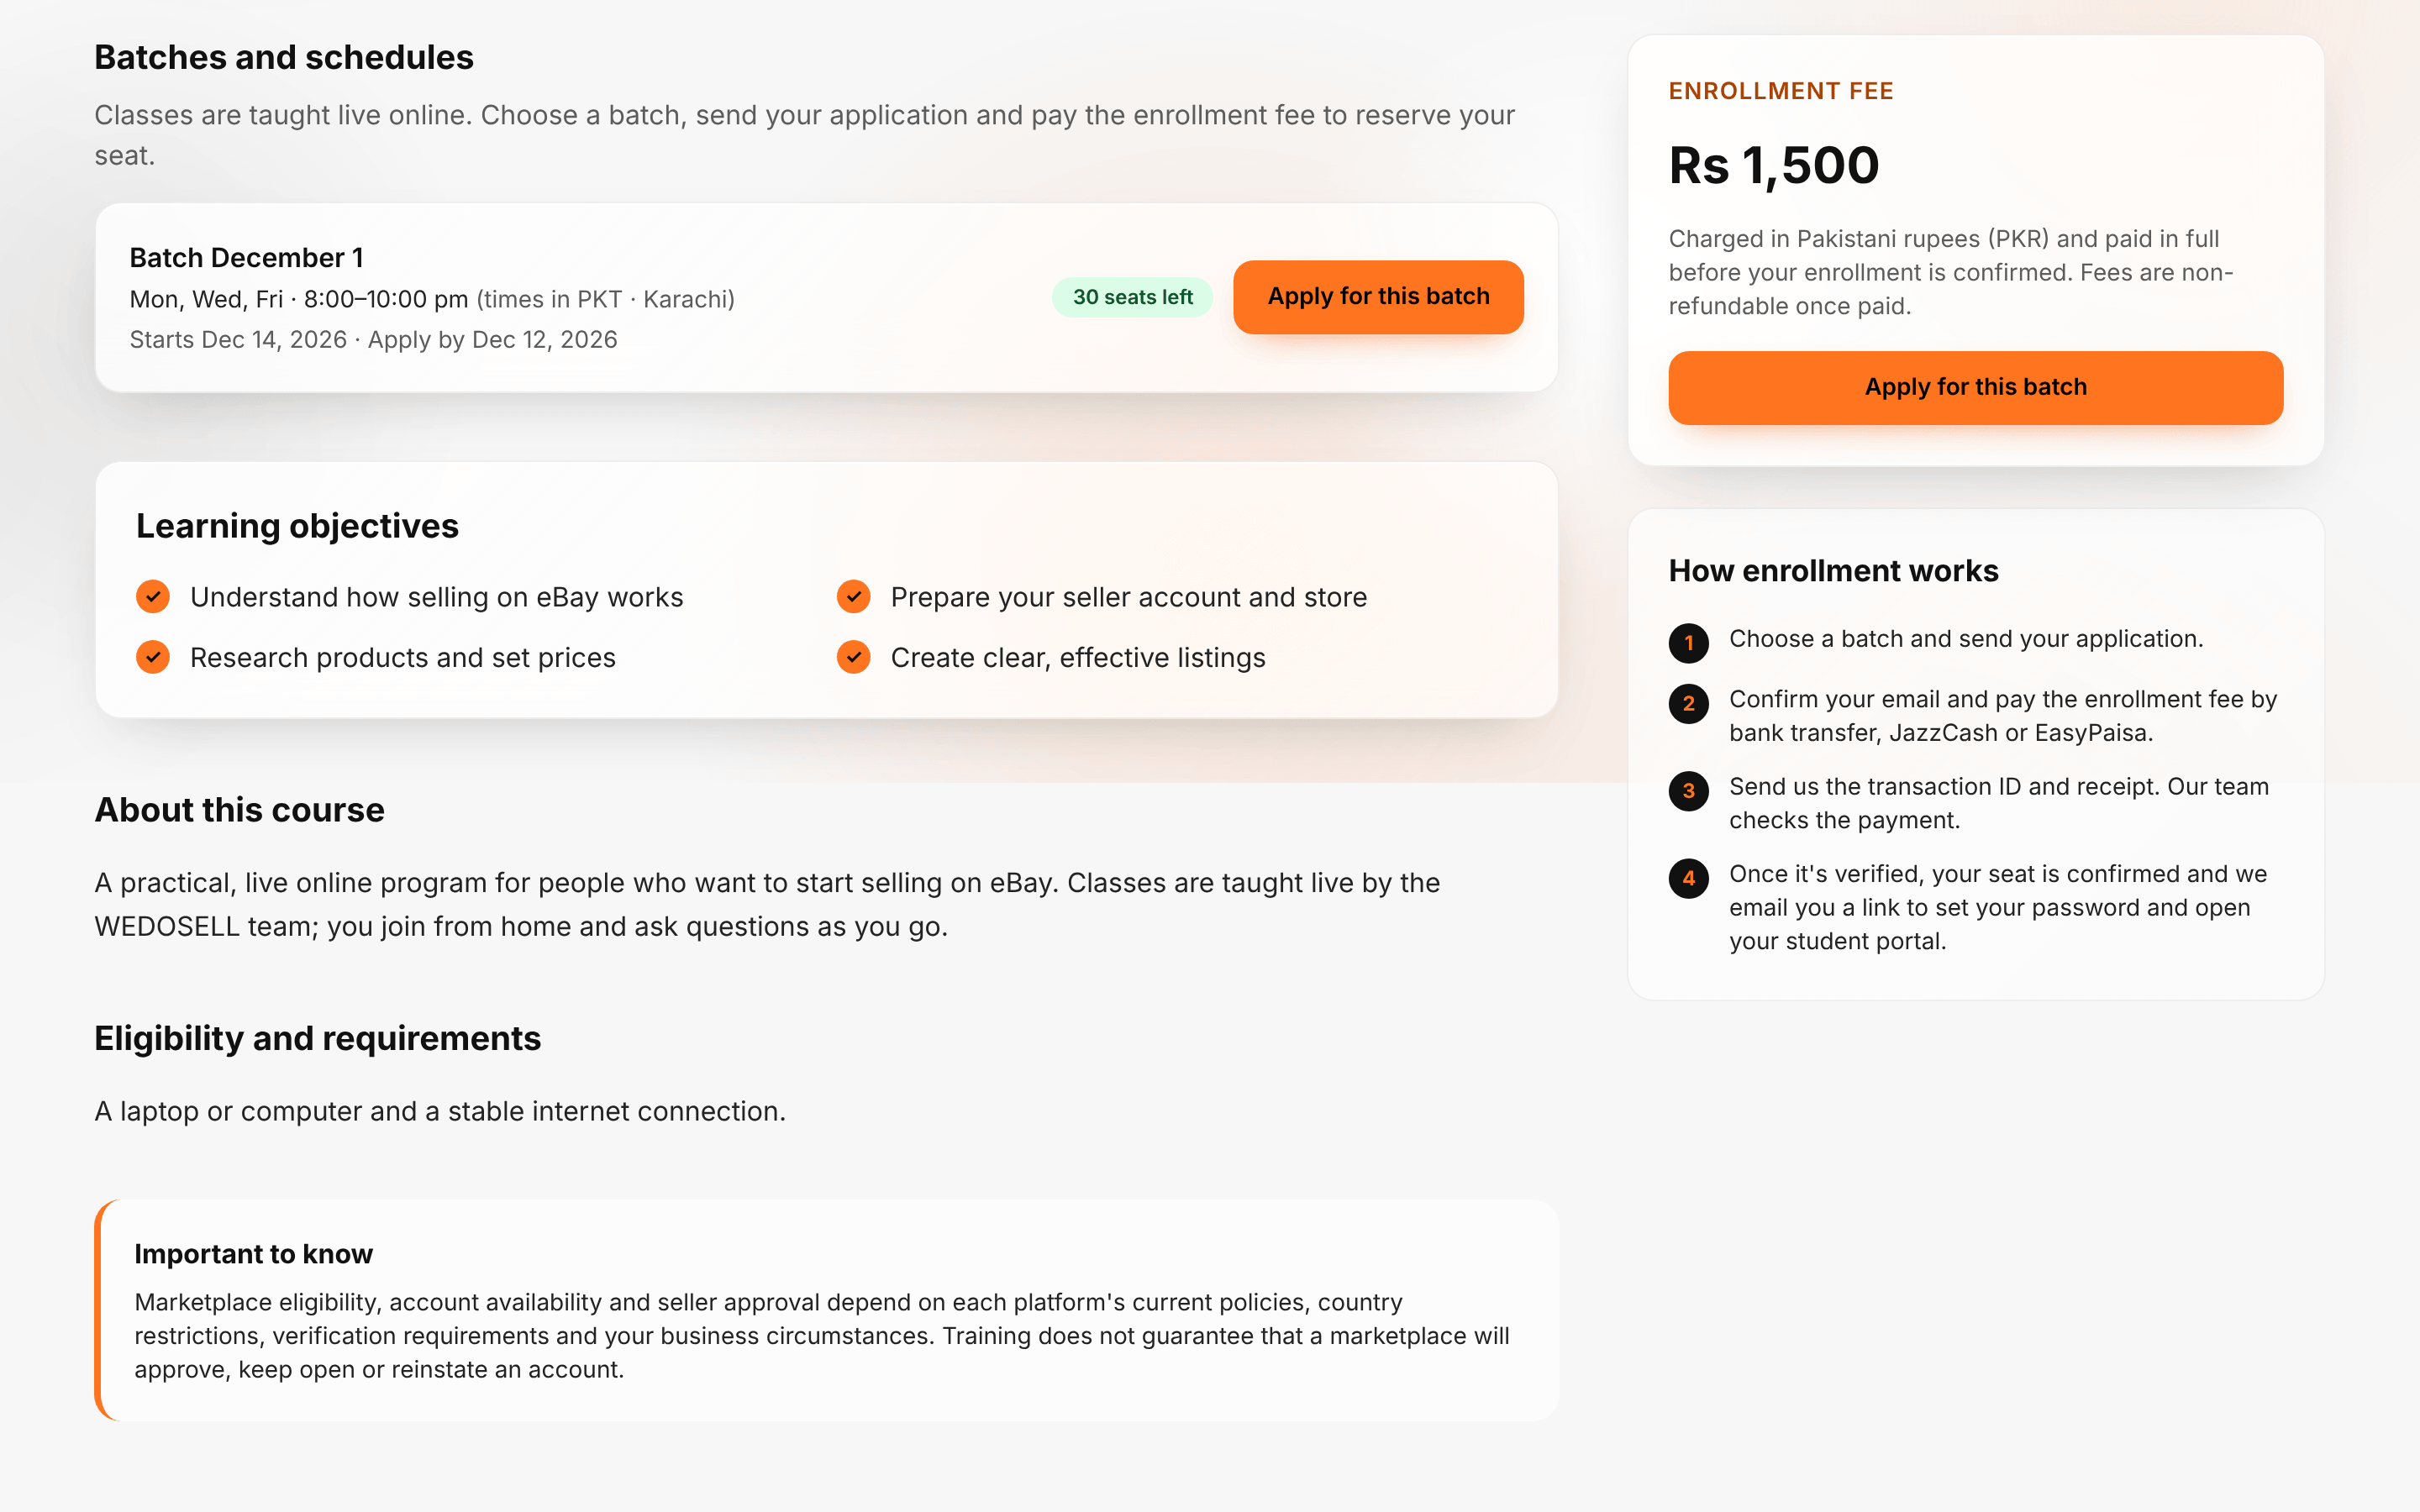 Batches and schedules
Classes are taught live online. Choose a batch, send your application and pay the enrollment fee to reserve your
seat.
Batch December 1
Mon, Wed, Fri · 8:00–10:00 pm (times in PKT · Karachi)
Starts Dec 14, 2026 · Apply by Dec 12, 2026
30 seats left
Apply for this batch
Learning objectives
Understand how selling on eBay works
Prepare your seller account and store
Research products and set prices
Create clear, effective listings
About this course
A practical, live online program for people who want to start selling on eBay. Classes are taught live by the
WEDOSELL team; you join from home and ask questions as you go.
Eligibility and requirements
A laptop or computer and a stable internet connection.
Important to know
Marketplace eligibility, account availability and seller approval depend on each platform's current policies, country
restrictions, verification requirements and your business circumstances. Training does not guarantee that a marketplace will
approve, keep open or reinstate an account.
ENROLLMENT FEE
Rs 1,500
Charged in Pakistani rupees (PKR) and paid in full
before your enrollment is confirmed. Fees are non-
refundable once paid.
Apply for this batch
How enrollment works
1 Choose a batch and send your application.
2 Confirm your email and pay the enrollment fee by
bank transfer, JazzCash or EasyPaisa.
3 Send us the transaction ID and receipt. Our team
checks the payment.
4 Once it's verified, your seat is confirmed and we
email you a link to set your password and open
your student portal.